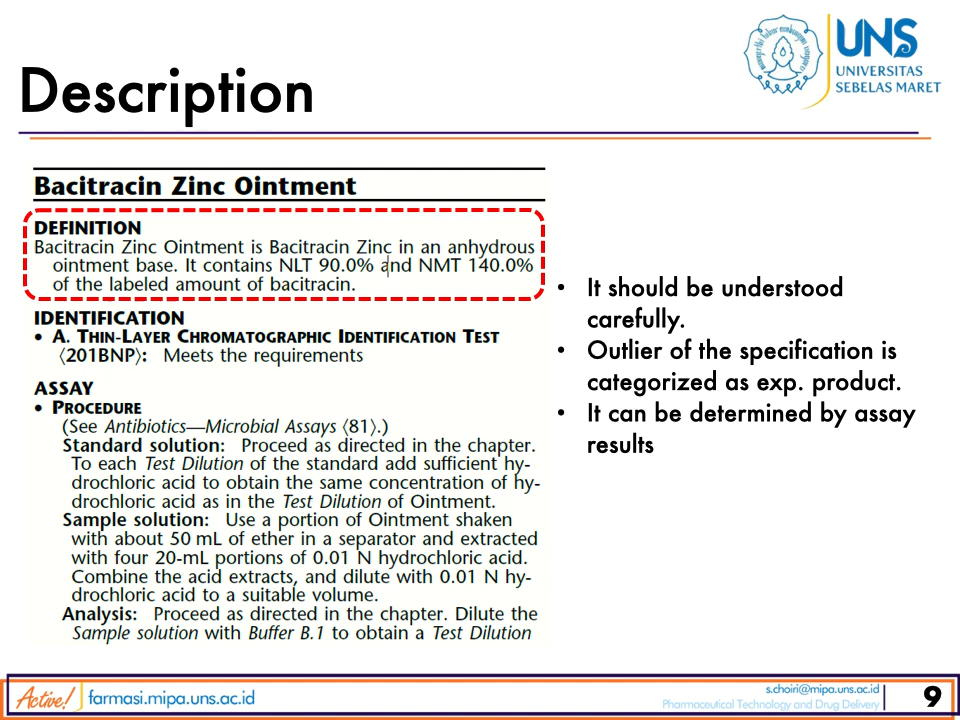 UNS
UNIVERSITAS
SEBELAS MARET
Description
Bacitracin Zinc Ointment
DEFINITION
Bacitracin Zinc Ointment is Bacitracin Zinc in an anhydrous
ointment base. It contains NLT 90.0% and NMT 140.0%
of the labeled amount of bacitracin.
IDENTIFICATION
• A. THIN-LAYER CHROMATOGRAPHIC IDENTIFICATION TEST
⟨201BNP⟩: Meets the requirements
ASSAY
• PROCEDURE
(See Antibiotics—Microbial Assays ⟨81⟩.)
Standard solution: Proceed as directed in the chapter.
To each Test Dilution of the standard add sufficient hy-
drochloric acid to obtain the same concentration of hy-
drochloric acid as in the Test Dilution of Ointment.
Sample solution: Use a portion of Ointment shaken
with about 50 mL of ether in a separator and extracted
with four 20-mL portions of 0.01 N hydrochloric acid.
Combine the acid extracts, and dilute with 0.01 N hy-
drochloric acid to a suitable volume.
Analysis: Proceed as directed in the chapter. Dilute the
Sample solution with Buffer B.1 to obtain a Test Dilution
• It should be understood
carefully.
• Outlier of the specification is
categorized as exp. product.
• It can be determined by assay
results
Active!
farmasi.mipa.uns.ac.id
s.choiri@mipa.uns.ac.id
Pharmaceutical Technology and Drug Delivery
9